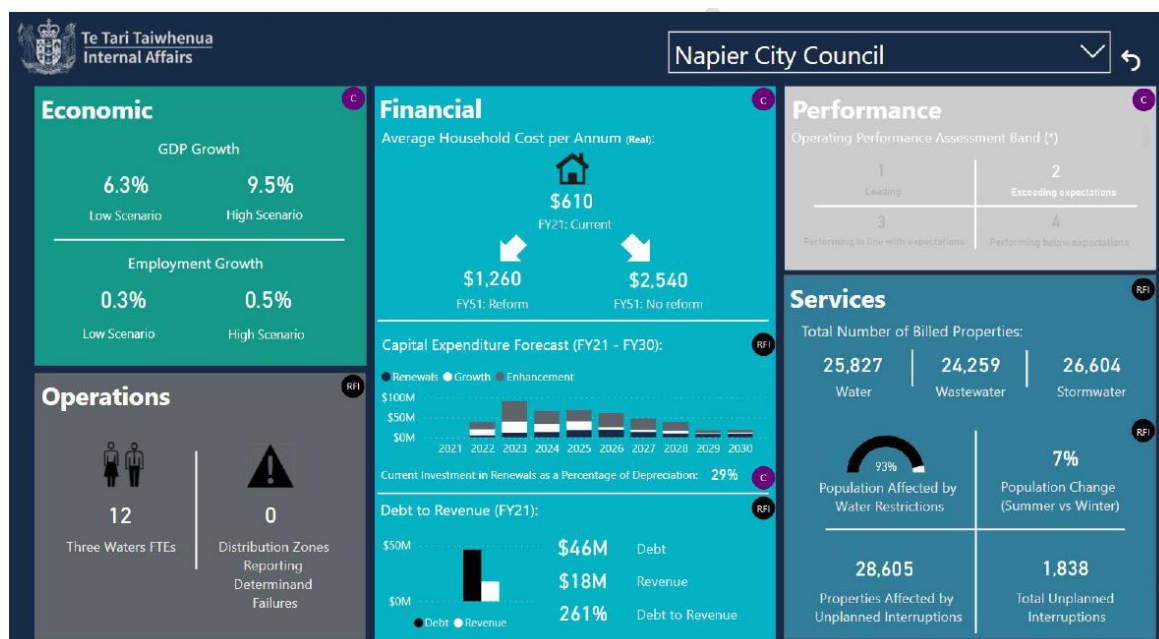 Te Tari Taiwhenua
Internal Affairs
Napier City Council
Economic
C
GDP Growth
6.3%
9.5%
Low Scenario
High Scenario
Employment Growth
0.3%
0.5%
Low Scenario
High Scenario
Operations
RFI
12
0
Three Waters FTEs
Distribution Zones
Reporting
Determinand
Failures
Financial
C
Average Household Cost per Annum (Real):
$610
FY21: Current
$1,260
$2,540
FY51: Reform
FY51: No reform
Capital Expenditure Forecast (FY21 - FY30):
RFI
Renewals Growth Enhancement
$100M
$50M
$0M
2021 2022 2023 2024 2025 2026 2027 2028 2029 2030
Current Investment in Renewals as a Percentage of Depreciation: 29%
C
Debt to Revenue (FY21):
RFI
$50M
$0M
Debt Revenue
$46M Debt
$18M Revenue
261% Debt to Revenue
Performance
C
Operating Performance Assessment Band (*)
1
2
Leading
Exceeding expectations
3
4
Performing in line with expectations
Performing below expectations
Services
RFI
Total Number of Billed Properties:
25,827
24,259
26,604
Water
Wastewater
Stormwater
RFI
93%
7%
Population Affected by
Water Restrictions
Population Change
(Summer vs Winter)
28,605
1,838
Properties Affected by
Unplanned Interruptions
Total Unplanned
Interruptions